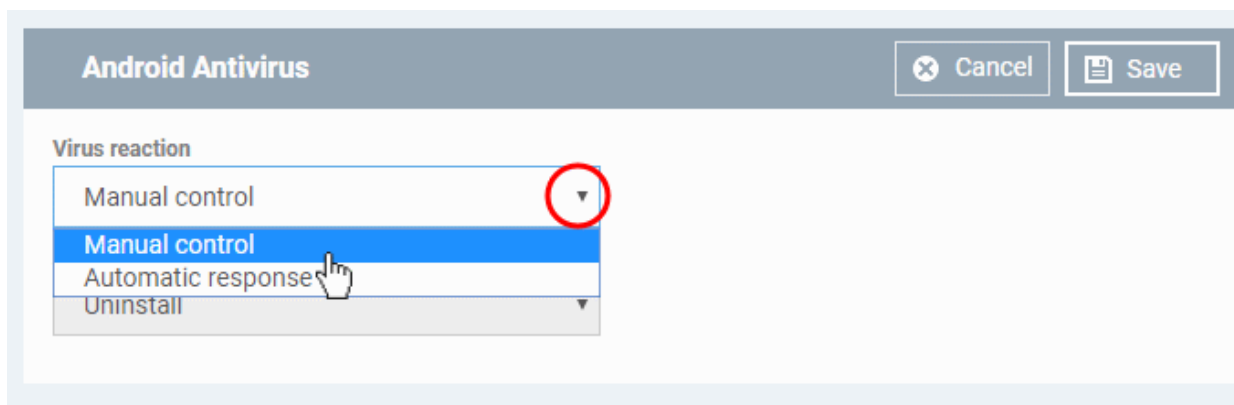 Android Antivirus
Cancel
Save
Virus reaction
Manual control
Manual control
Automatic response
Uninstall